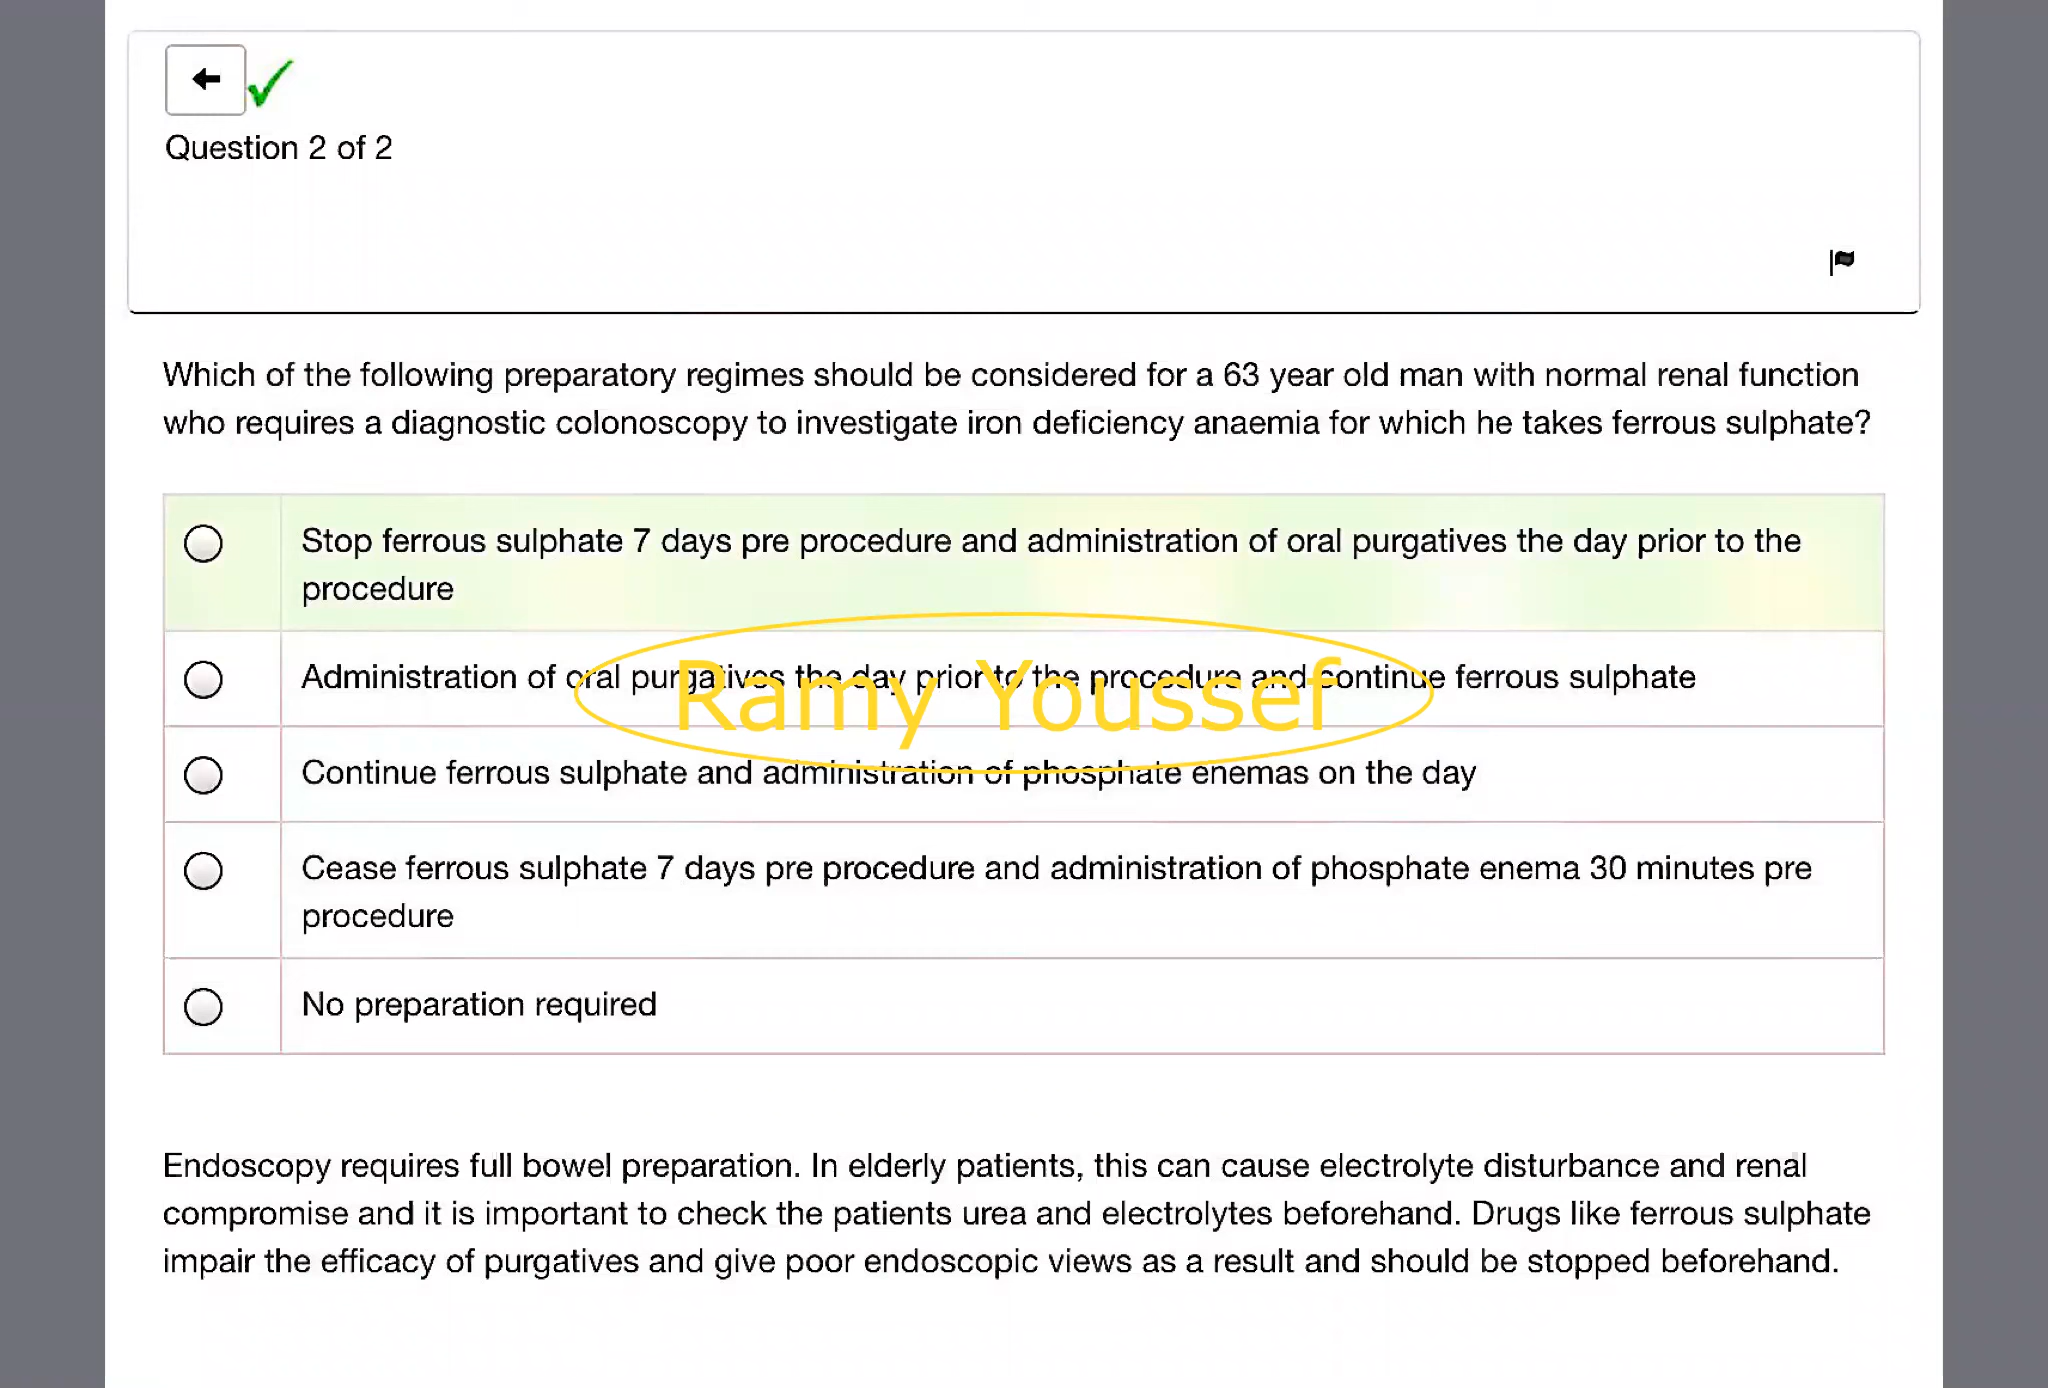 Question 2 of 2
Which of the following preparatory regimes should be considered for a 63 year old man with normal renal function
who requires a diagnostic colonoscopy to investigate iron deficiency anaemia for which he takes ferrous sulphate?
Stop ferrous sulphate 7 days pre procedure and administration of oral purgatives the day prior to the
procedure
Administration of oral purgatives the day prior to the procedure and continue ferrous sulphate
Ramy Youssef
Continue ferrous sulphate and administration of phosphate enemas on the day
Cease ferrous sulphate 7 days pre procedure and administration of phosphate enema 30 minutes pre
procedure
No preparation required
Endoscopy requires full bowel preparation. In elderly patients, this can cause electrolyte disturbance and renal
compromise and it is important to check the patients urea and electrolytes beforehand. Drugs like ferrous sulphate
impair the efficacy of purgatives and give poor endoscopic views as a result and should be stopped beforehand.